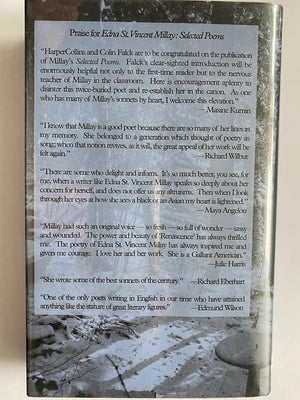 Praise for Edna St. Vincent Millay: Selected Poems
"HarperCollins and Colin Falck are to be congratulated on the publication
of Millay's Selected Poems. Falck's clear-sighted introduction will be
enormously helpful not only to the first-time reader but to the nervous
teacher of Millay in the classroom. Here is encouragement aplenty to
disinter this twice-buried poet and re-establish her in the canon. As one
who has many of Millay's sonnets by heart, I welcome this elevation."
— Maxine Kumin
"I know that Millay is a good poet because there are so many of her lines in
my memory. She belonged to a generation which thought of poetry as
song; when that notion revives, as it will, the great appeal of her work will be
felt again."
— Richard Wilbur
"There are some who delight and inform. It's so much better, you see, for
me, when a writer like Edna St. Vincent Millay speaks so deeply about her
concern for herself, and does not offer us any altruisms. Then when I look
through her eyes at how she sees a black or an Asian my heart is lightened."
— Maya Angelou
"Millay had such an original voice – so fresh – so full of wonder – sassy
and wounded. The power and beauty of 'Renascence' has always thrilled
me. The poetry of Edna St. Vincent Millay has always inspired me and
given me courage. I love her and her work. She is a Gallant American."
— Julie Harris
"She wrote some of the best sonnets of the century." —Richard Eberhart
"One of the only poets writing in English in our time who have attained
anything like the stature of great literary figures." —Edmund Wilson